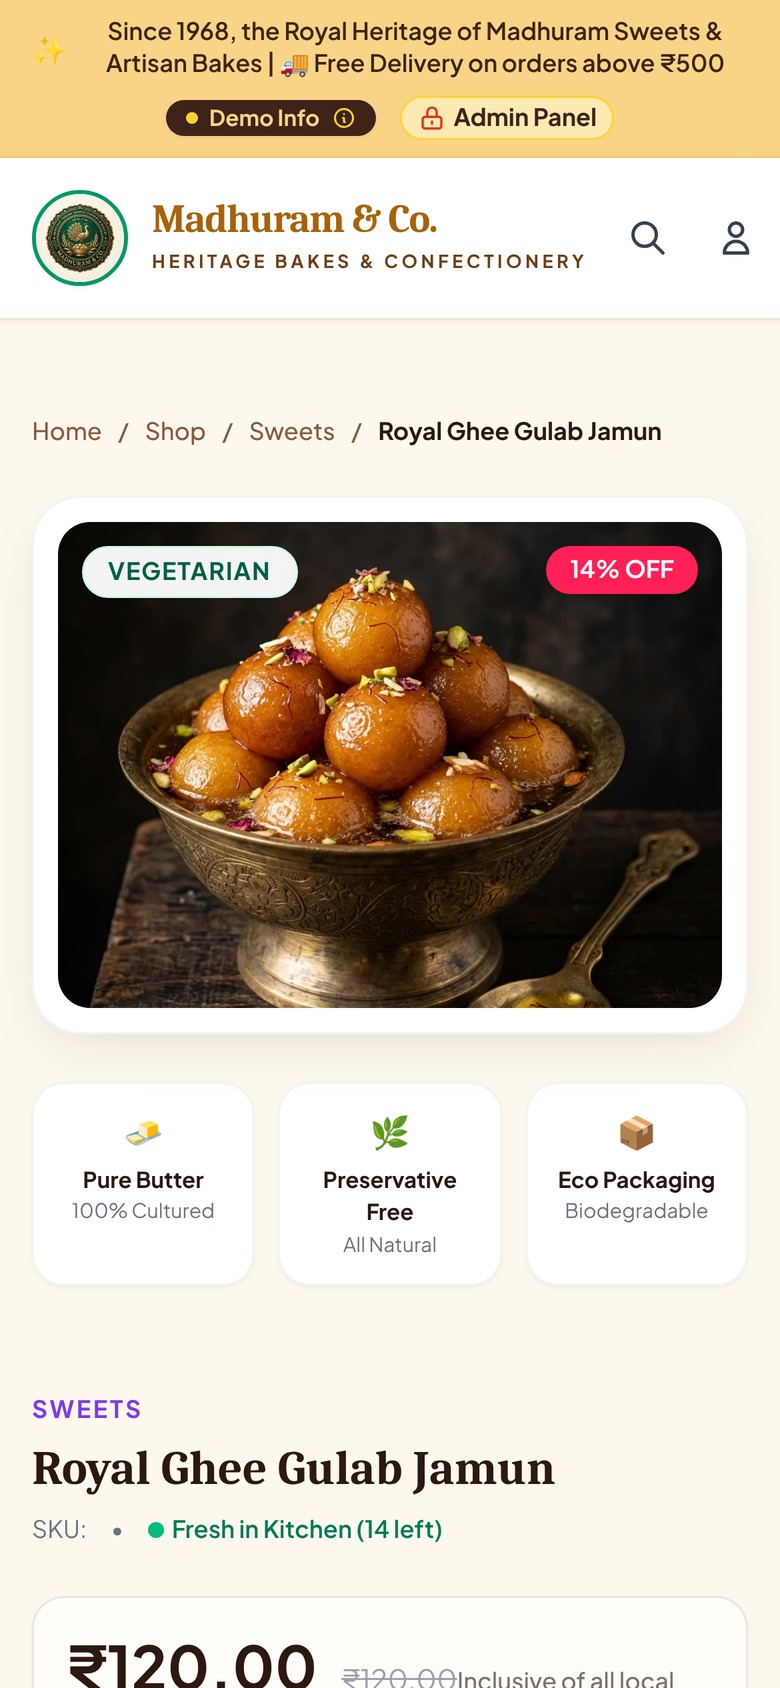 Since 1968, the Royal Heritage of Madhuram Sweets &
Artisan Bakes | 🚚 Free Delivery on orders above ₹500
Demo Info
Admin Panel
Madhuram & Co.
HERITAGE BAKES & CONFECTIONERY
Home / Shop / Sweets / Royal Ghee Gulab Jamun
VEGETARIAN
14% OFF
Pure Butter
100% Cultured
Preservative
Free
All Natural
Eco Packaging
Biodegradable
SWEETS
Royal Ghee Gulab Jamun
SKU: • Fresh in Kitchen (14 left)
₹120.00 ₹120.00Inclusive of all local